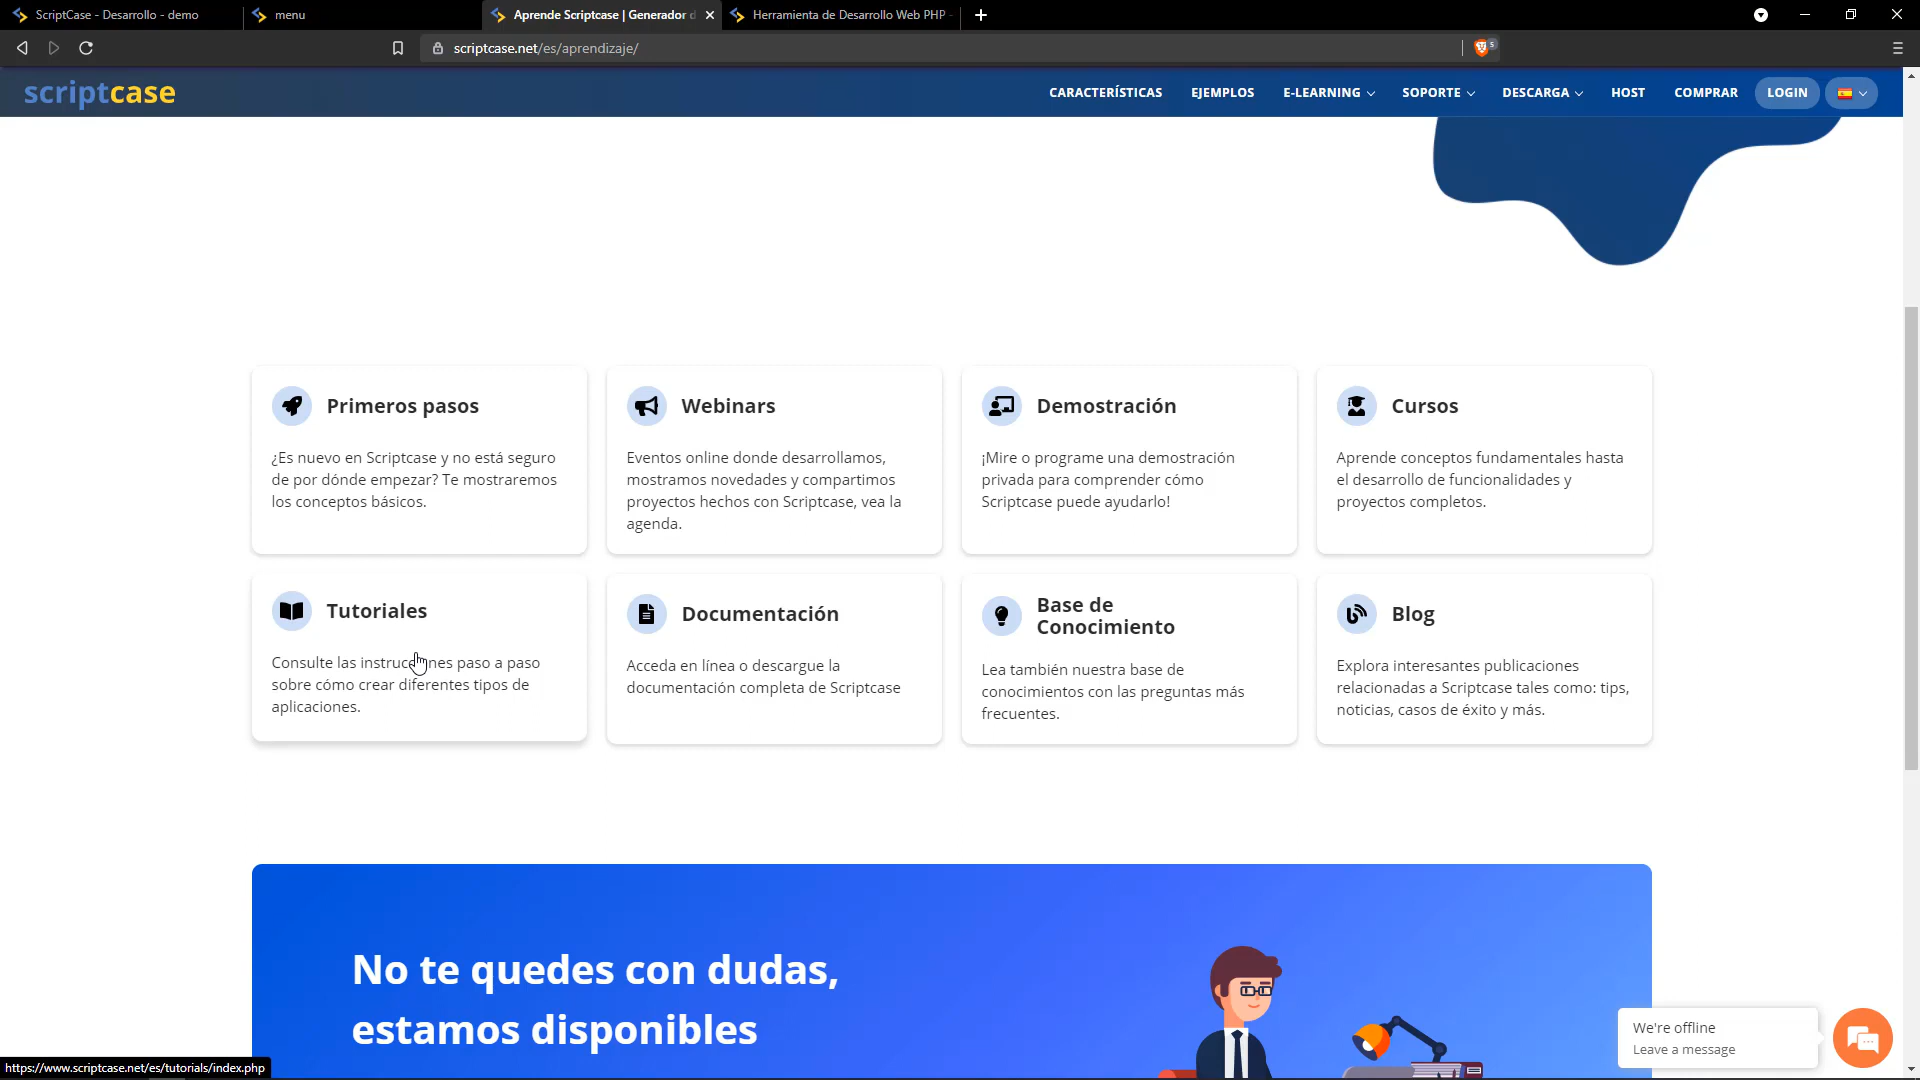 ScriptCase - Desarrollo - demo
menu
Aprende Scriptcase | Generador d
Herramienta de Desarrollo Web PHP -
scriptcase.net/es/aprendizaje/
5
scriptcase
CARACTERÍSTICAS
EJEMPLOS
E-LEARNING
SOPORTE
DESCARGA
HOST
COMPRAR
LOGIN
Primeros pasos
¿Es nuevo en Scriptcase y no está seguro
de por dónde empezar? Te mostraremos
los conceptos básicos.
Webinars
Eventos online donde desarrollamos,
mostramos novedades y compartimos
proyectos hechos con Scriptcase, vea la
agenda.
Demostración
¡Mire o programe una demostración
privada para comprender cómo
Scriptcase puede ayudarlo!
Cursos
Aprende conceptos fundamentales hasta
el desarrollo de funcionalidades y
proyectos completos.
Tutoriales
Consulte las instrucciones paso a paso
sobre cómo crear diferentes tipos de
aplicaciones.
Documentación
Acceda en línea o descargue la
documentación completa de Scriptcase
Base de
Conocimiento
Lea también nuestra base de
conocimientos con las preguntas más
frecuentes.
Blog
Explora interesantes publicaciones
relacionadas a Scriptcase tales como: tips,
noticias, casos de éxito y más.
No te quedes con dudas,
estamos disponibles
We're offline
Leave a message
https://www.scriptcase.net/es/tutorials/index.php